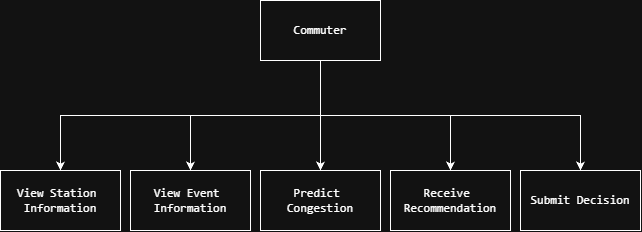 Commuter
View Station
Information
View Event
Information
Predict
Congestion
Receive
Recommendation
Submit Decision